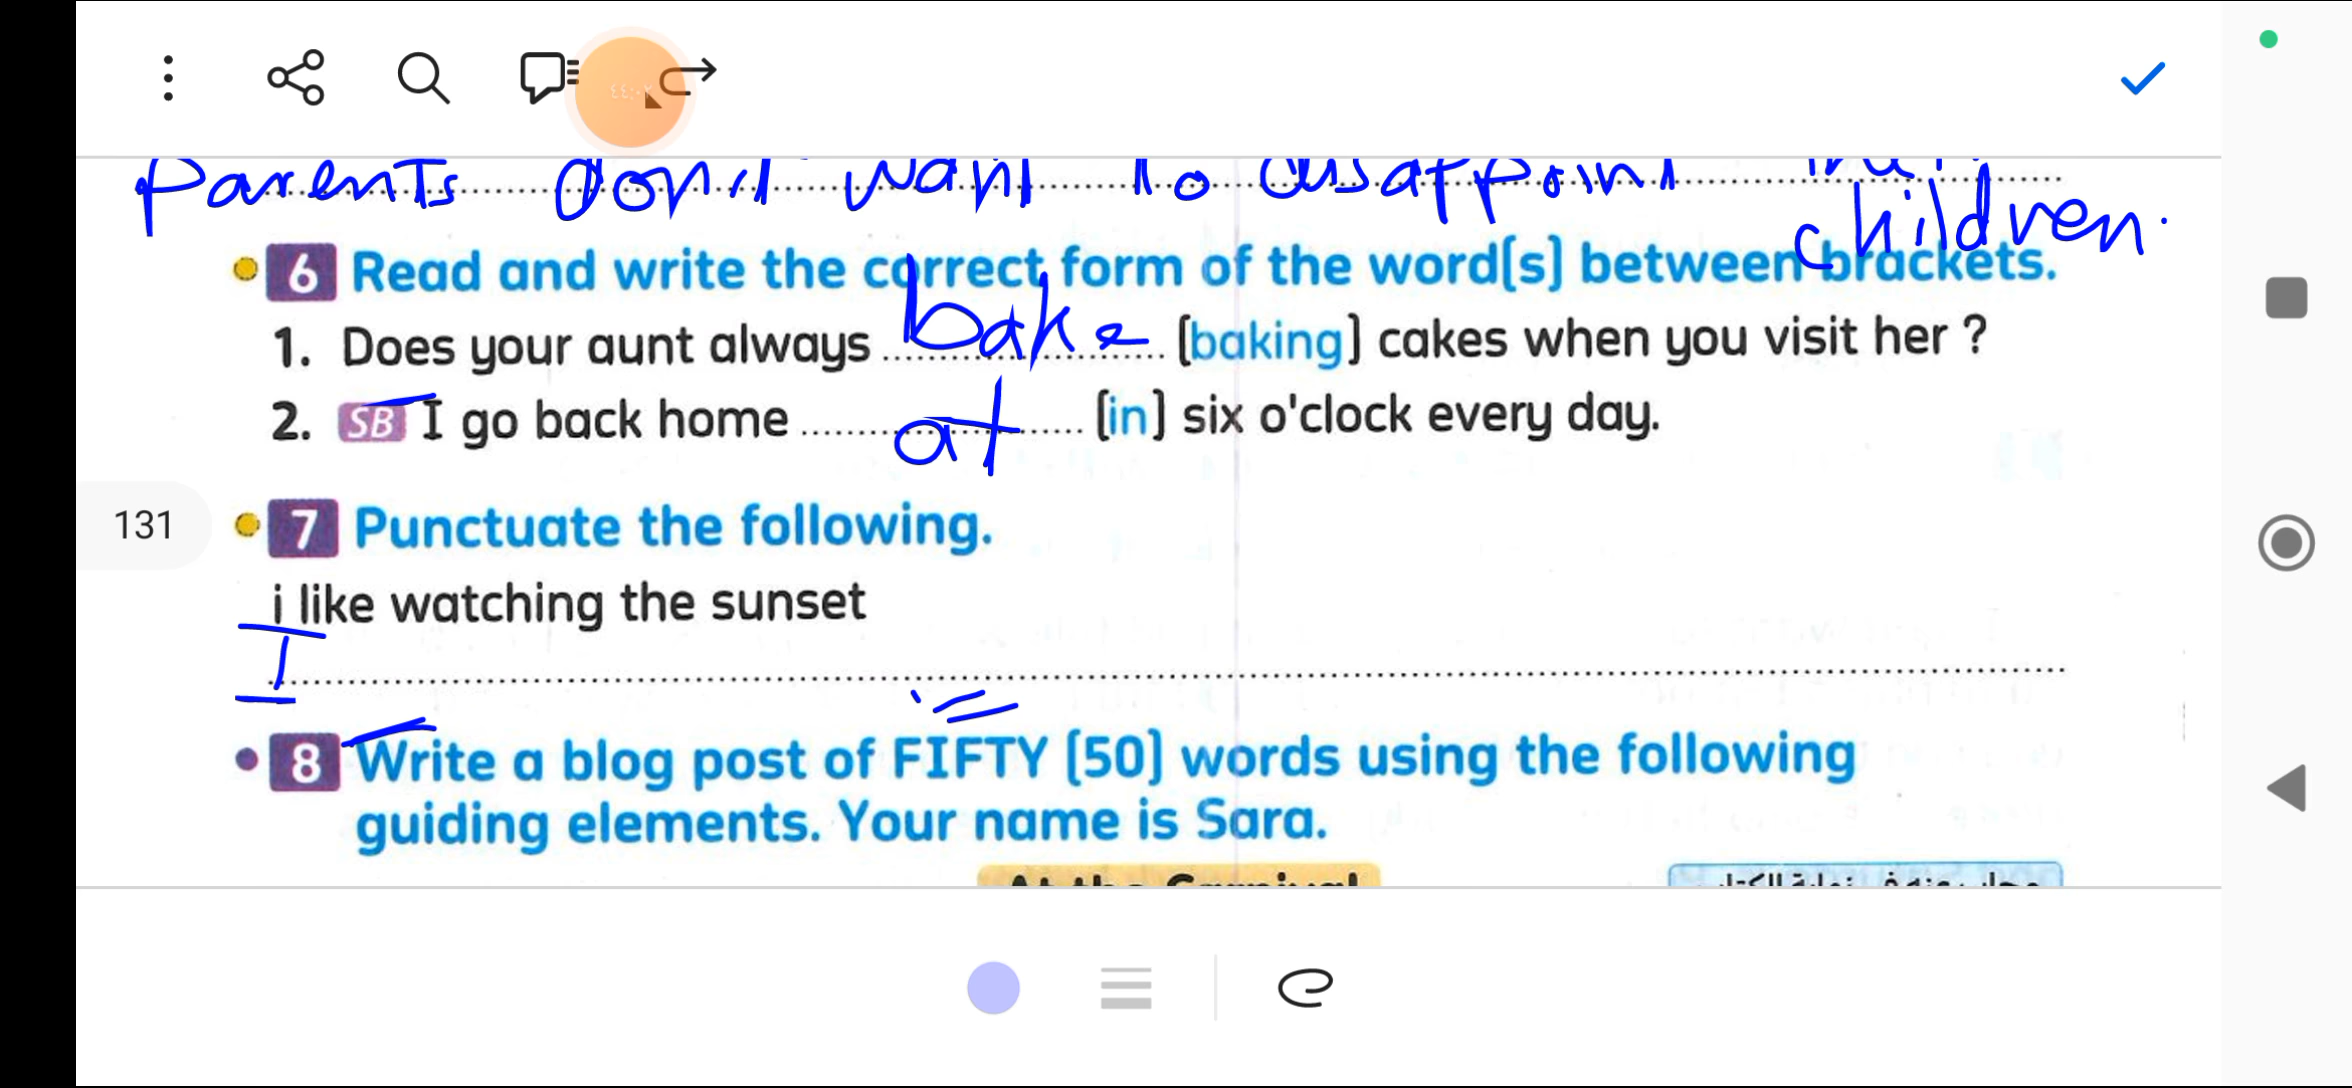 parents don't want to disappoint their
children.
6 Read and write the correct form of the word(s) between brackets.
1. Does your aunt always bake (baking) cakes when you visit her ?
2. SB I go back home at (in) six o'clock every day.
131
7 Punctuate the following.
i like watching the sunset
I
8 Write a blog post of FIFTY (50) words using the following
guiding elements. Your name is Sara.
At the Carnival